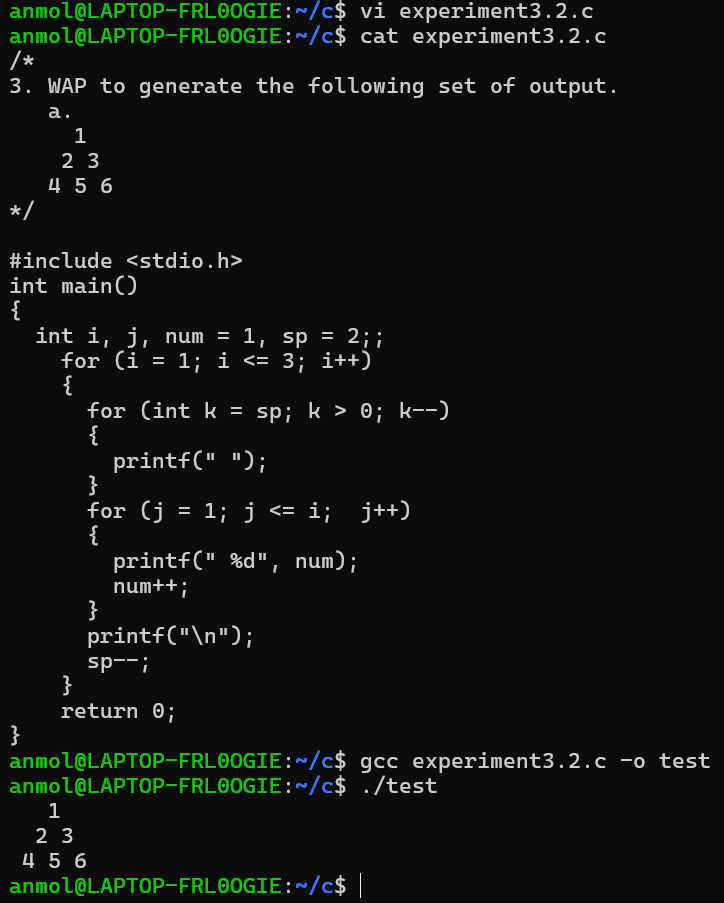 anmol@LAPTOP-FRL0OGIE:~/c$ vi experiment3.2.c
anmol@LAPTOP-FRL0OGIE:~/c$ cat experiment3.2.c
/*
3. WAP to generate the following set of output.
   a.
     1
    2 3
   4 5 6
*/

#include <stdio.h>
int main()
{
  int i, j, num = 1, sp = 2;;
    for (i = 1; i <= 3; i++)
    {
      for (int k = sp; k > 0; k--)
      {
        printf(" ");
      }
      for (j = 1; j <= i;  j++)
      {
        printf(" %d", num);
        num++;
      }
      printf("\n");
      sp--;
    }
    return 0;
}
anmol@LAPTOP-FRL0OGIE:~/c$ gcc experiment3.2.c -o test
anmol@LAPTOP-FRL0OGIE:~/c$ ./test
   1
  2 3
 4 5 6
anmol@LAPTOP-FRL0OGIE:~/c$